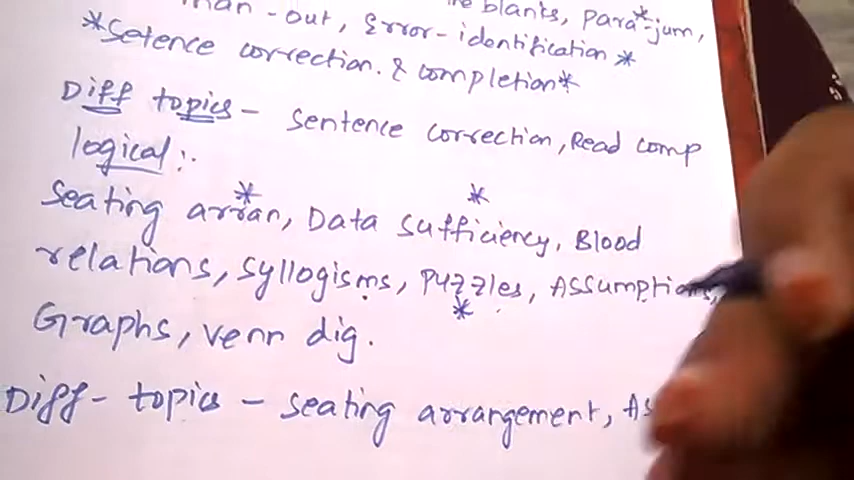 man - out, Error - identification *
blanks, para*-jum,
*Setence correction. & completion*
Diff topics - Sentence correction, Read comp
logical :.
Seating arran*, Data sufficiency*, Blood
relations, syllogisms, Puzzles*, Assumptions,
Graphs, venn dig.
Diff - topics - seating arrangement, As